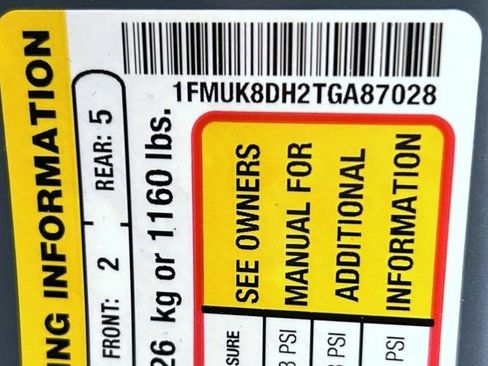 1FMUK8DH2TGA87028
NG INFORMATION
FRONT: 2 REAR: 5
26 kg or 1160 lbs.
SEE OWNERS
MANUAL FOR
ADDITIONAL
INFORMATION
SURE
PSI
PSI
PSI